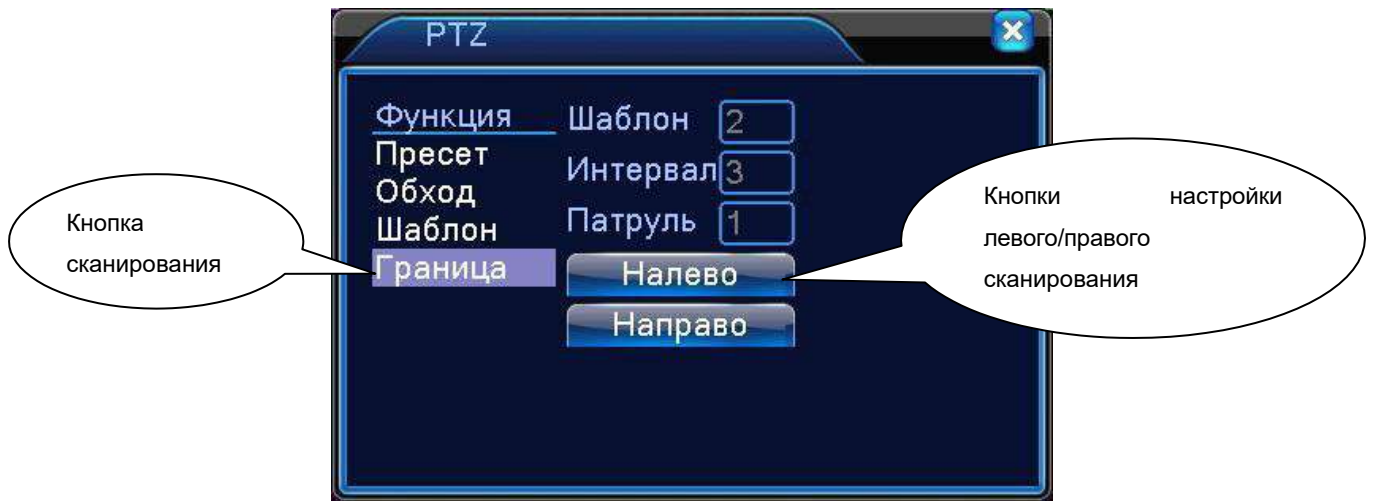 PTZ
Функция
Пресет
Обход
Шаблон
Граница
Шаблон 2
Интервал 3
Патруль 1
Налево
Направо
Кнопка
сканирования
Кнопки настройки
левого/правого
сканирования